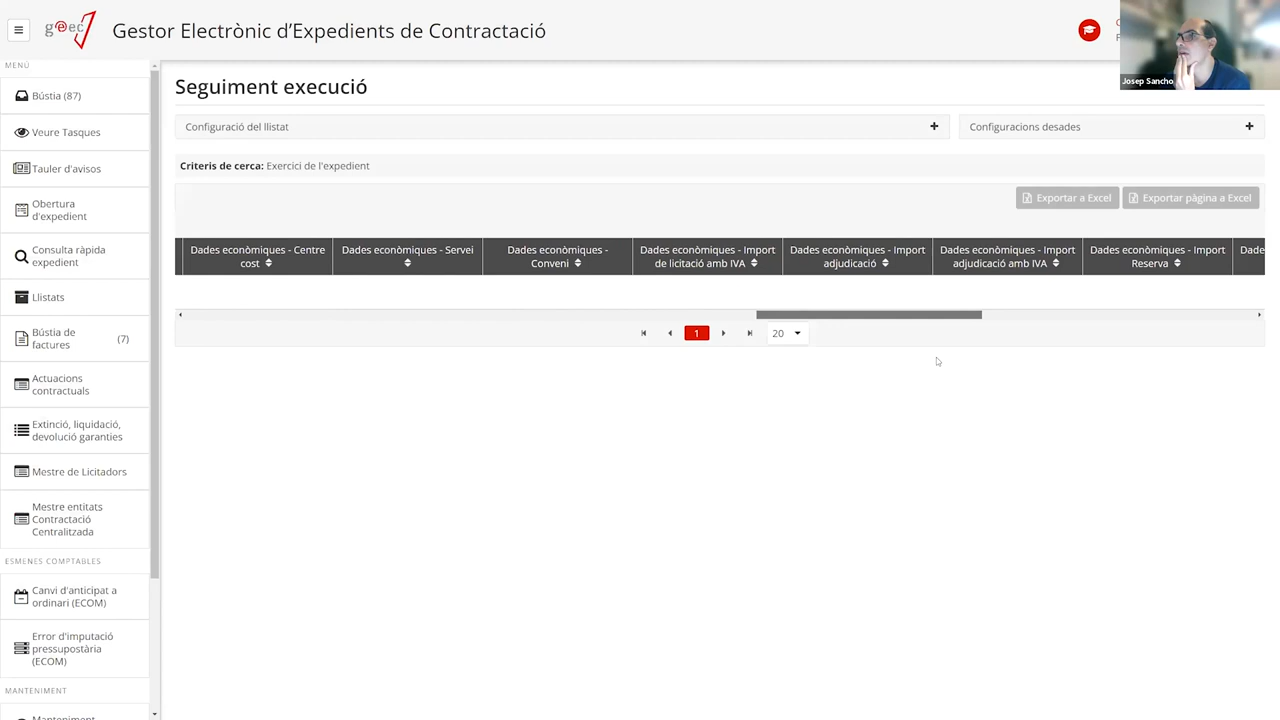 geec
Gestor Electrònic d'Expedients de Contractació
Josep Sancho
MENÚ
Bústia (87)
Veure Tasques
Tauler d'avisos
Obertura
d'expedient
Consulta ràpida
expedient
Llistats
Bústia de
factures
(7)
Actuacions
contractuals
Extinció, liquidació,
devolució garanties
Mestre de Licitadors
Mestre entitats
Contractació
Centralitzada
ESMENES COMPTABLES
Canvi d'anticipat a
ordinari (ECOM)
Error d'imputació
pressupostària
(ECOM)
MANTENIMENT
Manteniment
Seguiment execució
Configuració del llistat
Configuracions desades
Criteris de cerca: Exercici de l'expedient
Exportar a Excel
Exportar pàgina a Excel
Dades econòmiques - Centre
cost
Dades econòmiques - Servei
Dades econòmiques -
Conveni
Dades econòmiques - Import
de licitació amb IVA
Dades econòmiques - Import
adjudicació
Dades econòmiques - Import
adjudicació amb IVA
Dades econòmiques - Import
Reserva
1
20